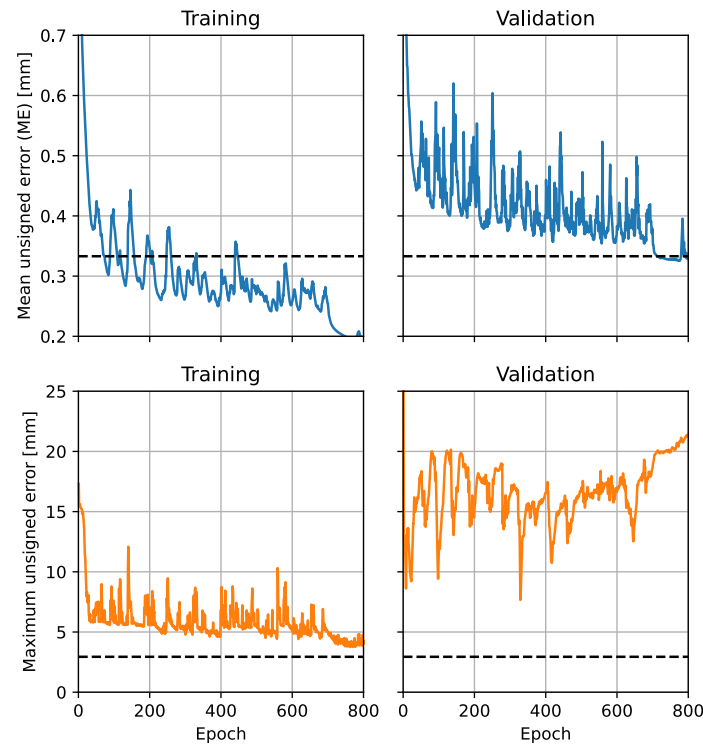 Training Validation
Mean unsigned error (ME) [mm]
0.7
0.6
0.5
0.4
0.3
0.2
Training Validation
Maximum unsigned error [mm]
25
20
15
10
5
0
0 200 400 600 800 0 200 400 600 800
Epoch Epoch